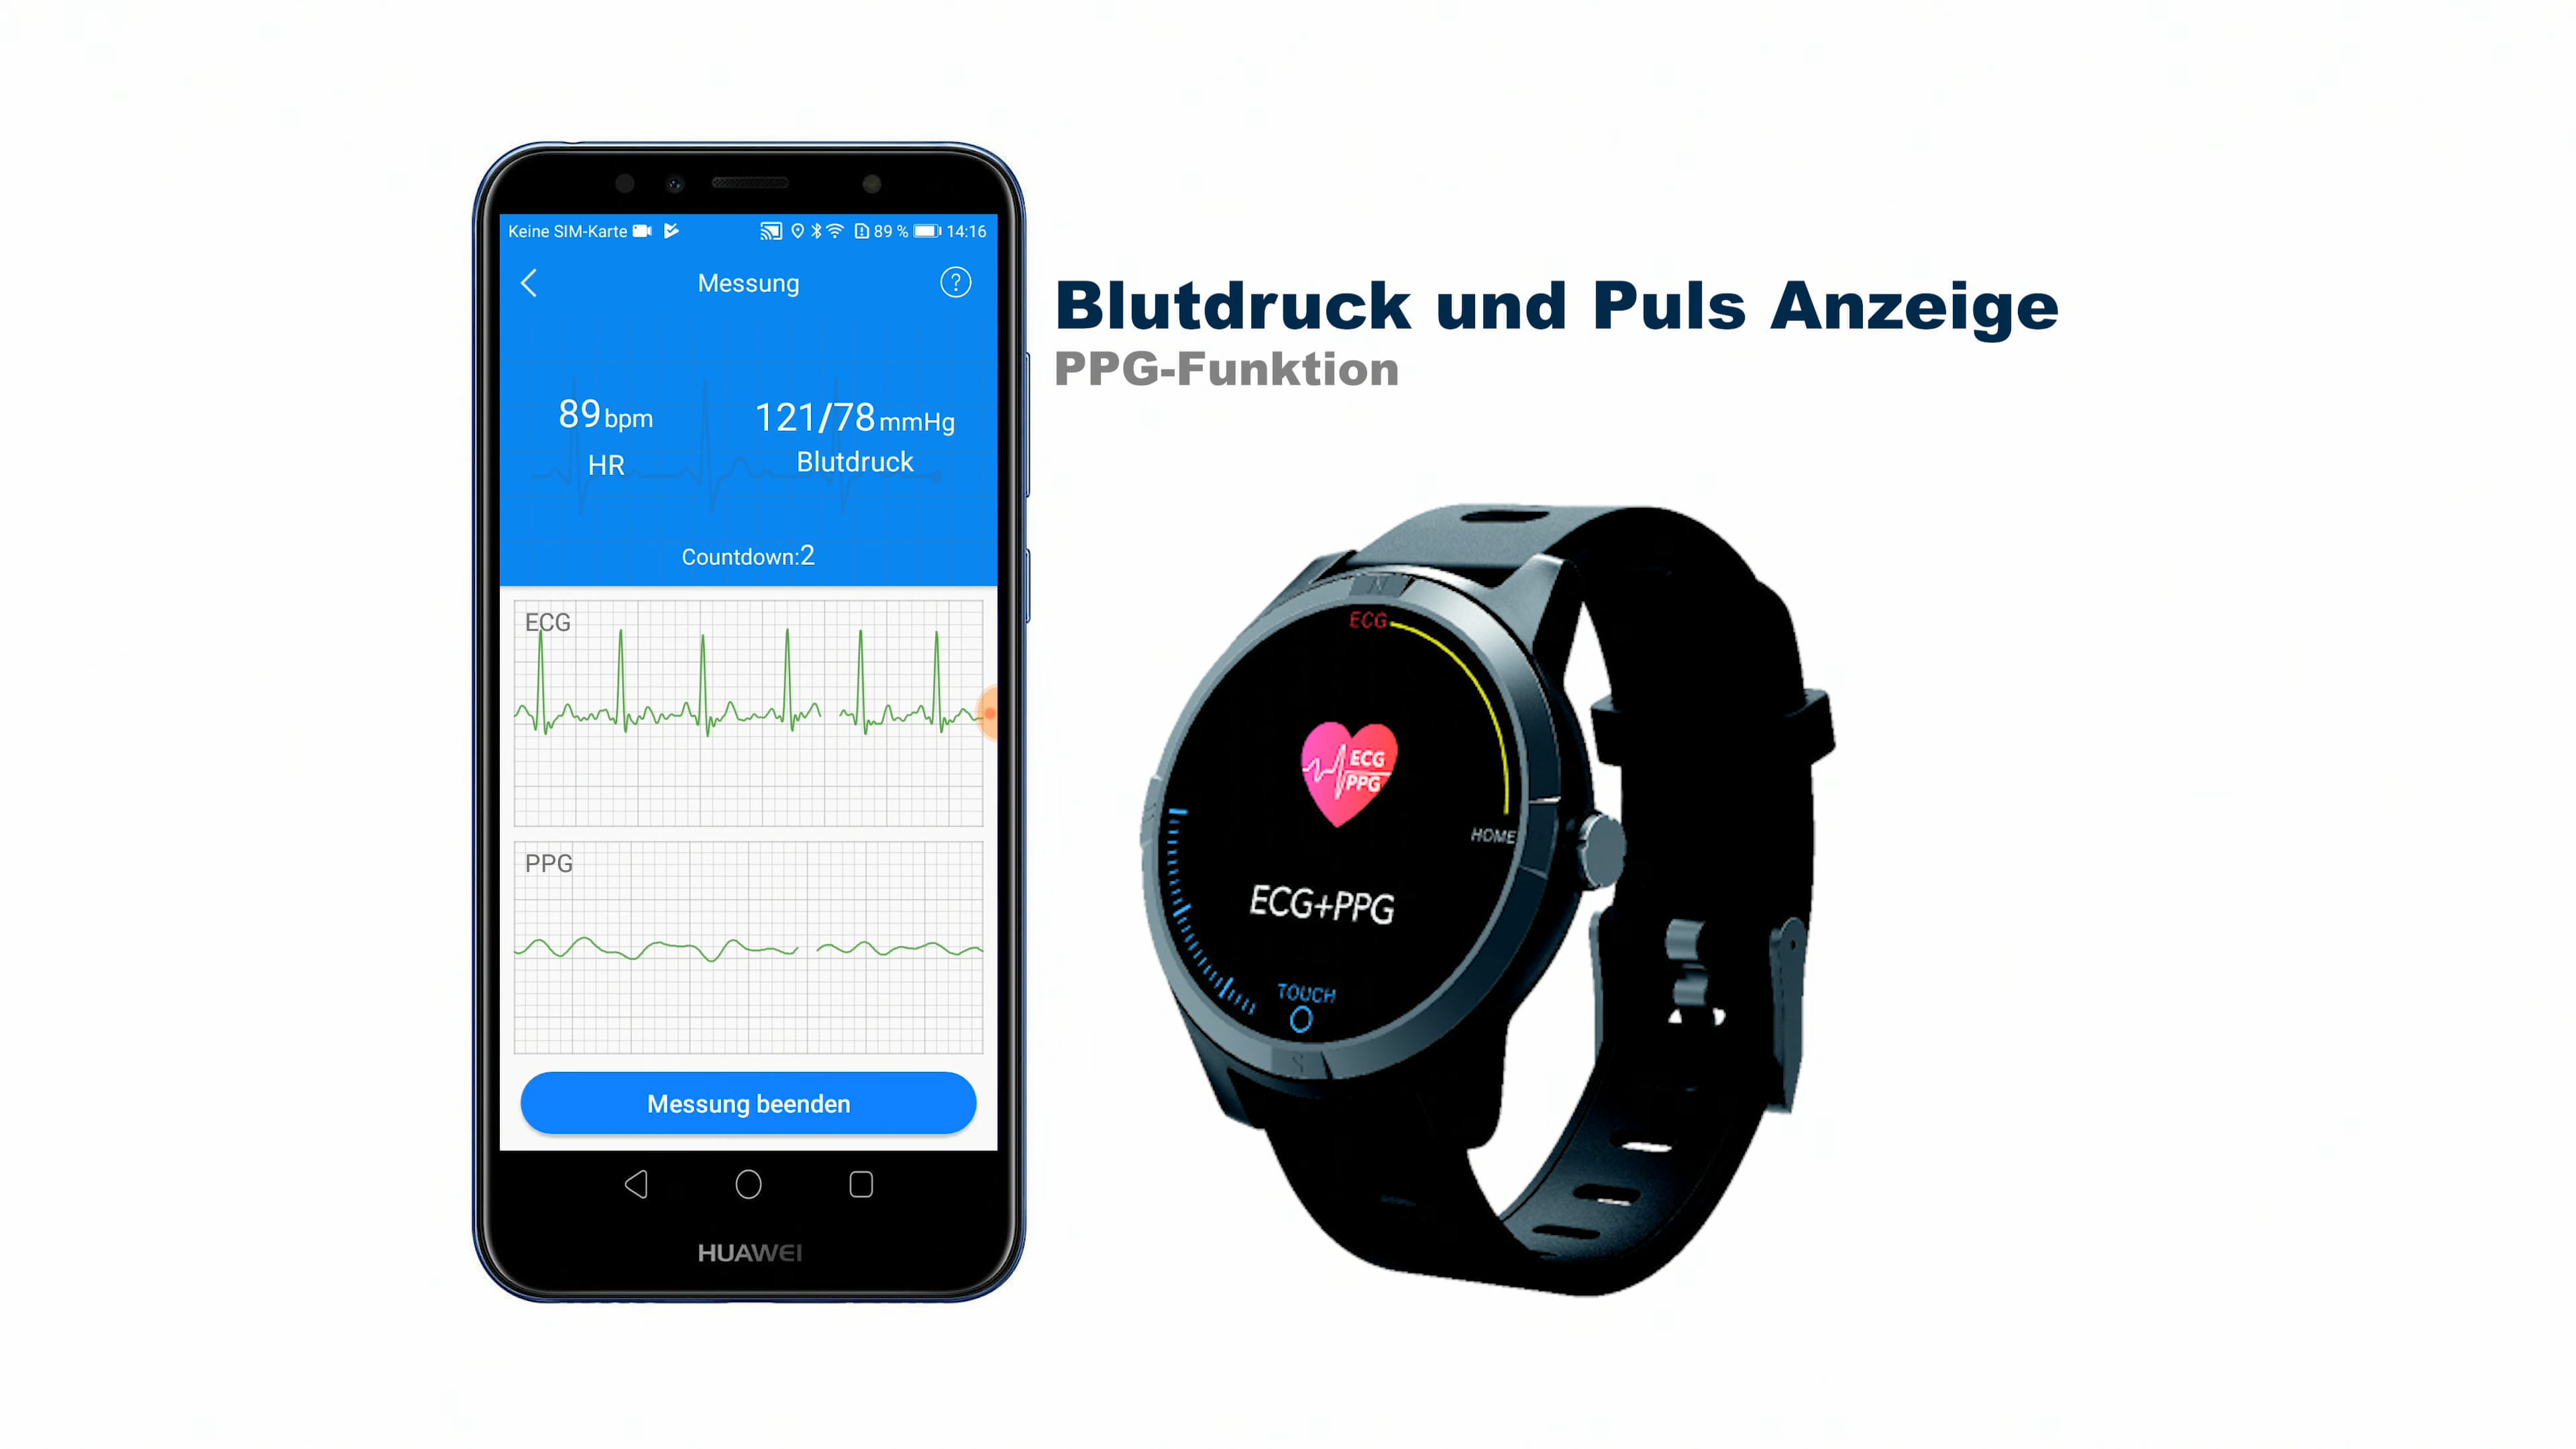 Keine SIM-Karte 89 % 14:16
Messung
?
89 bpm
HR
121/78 mmHg
Blutdruck
Countdown:2
ECG
PPG
Messung beenden
HUAWEI
Blutdruck und Puls Anzeige
PPG-Funktion
N
ECG
ECG
PPG
HOME
ECG+PPG
TOUCH
S